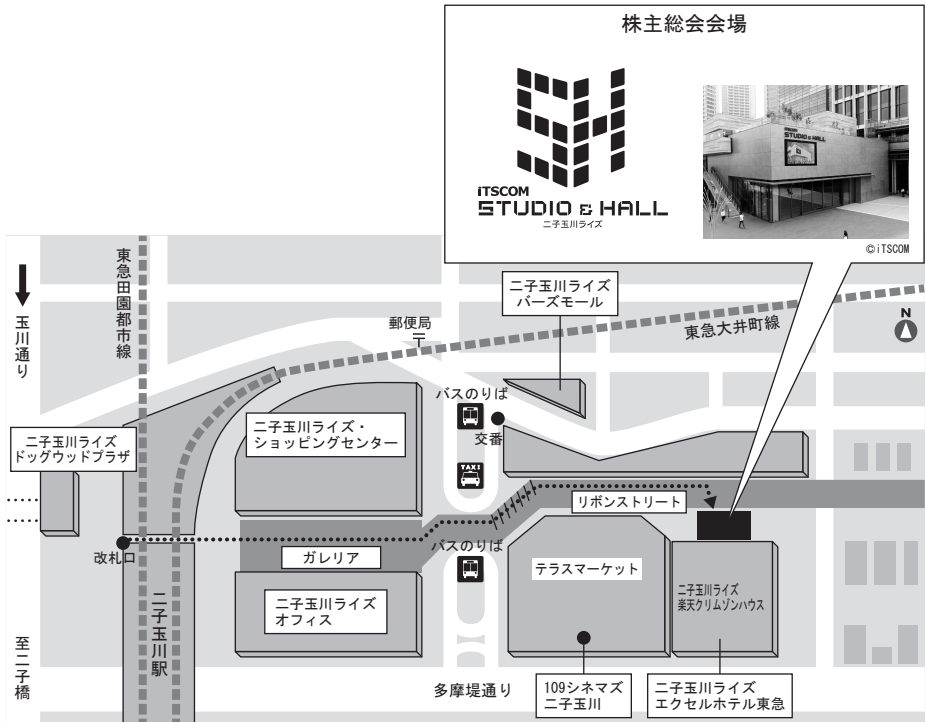 株主総会会場
iTSCOM
STUDIO & HALL
二子玉川ライズ
iTSCOM
STUDIO & HALL
©iTSCOM
玉川通り
東急田園都市線
郵便局
〒
二子玉川ライズ
バーズモール
東急大井町線
N
二子玉川ライズ
ドッグウッドプラザ
二子玉川ライズ・
ショッピングセンター
バスのりば
交番
TAXI
リボンストリート
改札口
ガレリア
バスのりば
テラスマーケット
二子玉川ライズ
楽天クリムゾンハウス
二子玉川駅
二子玉川ライズ
オフィス
至二子橋
多摩堤通り
109シネマズ
二子玉川
二子玉川ライズ
エクセルホテル東急